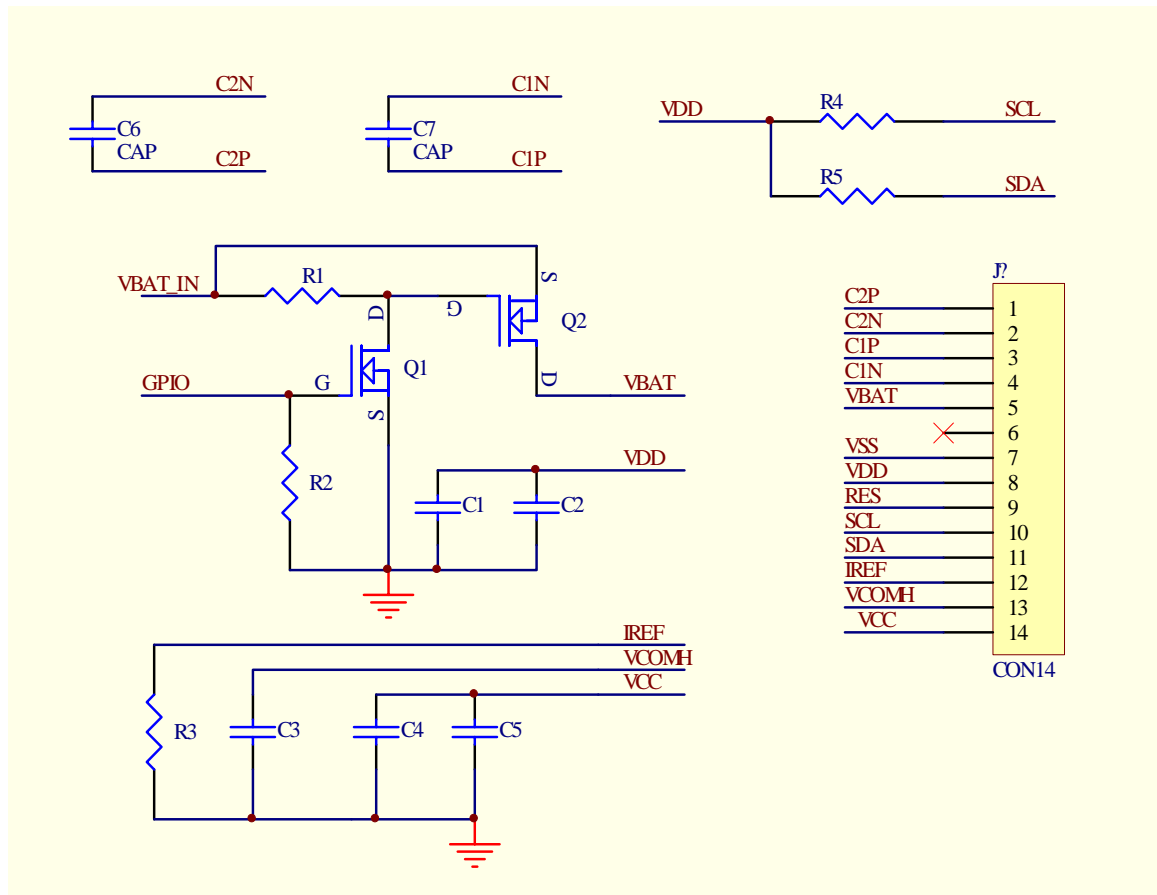 C2N
C6
CAP
C2P
C1N
C7
CAP
C1P
VDD
R4
SCL
R5
SDA
VBAT_IN
R1
S
D
G
Q2
Q1
GPIO
G
D
VBAT
S
R2
VDD
C1
C2
J?
C2P
1
C2N
2
C1P
3
C1N
4
VBAT
5
6
VSS
7
VDD
8
RES
9
SCL
10
SDA
11
IREF
12
VCOMH
13
VCC
14
CON14
IREF
VCOMH
VCC
R3
C3
C4
C5